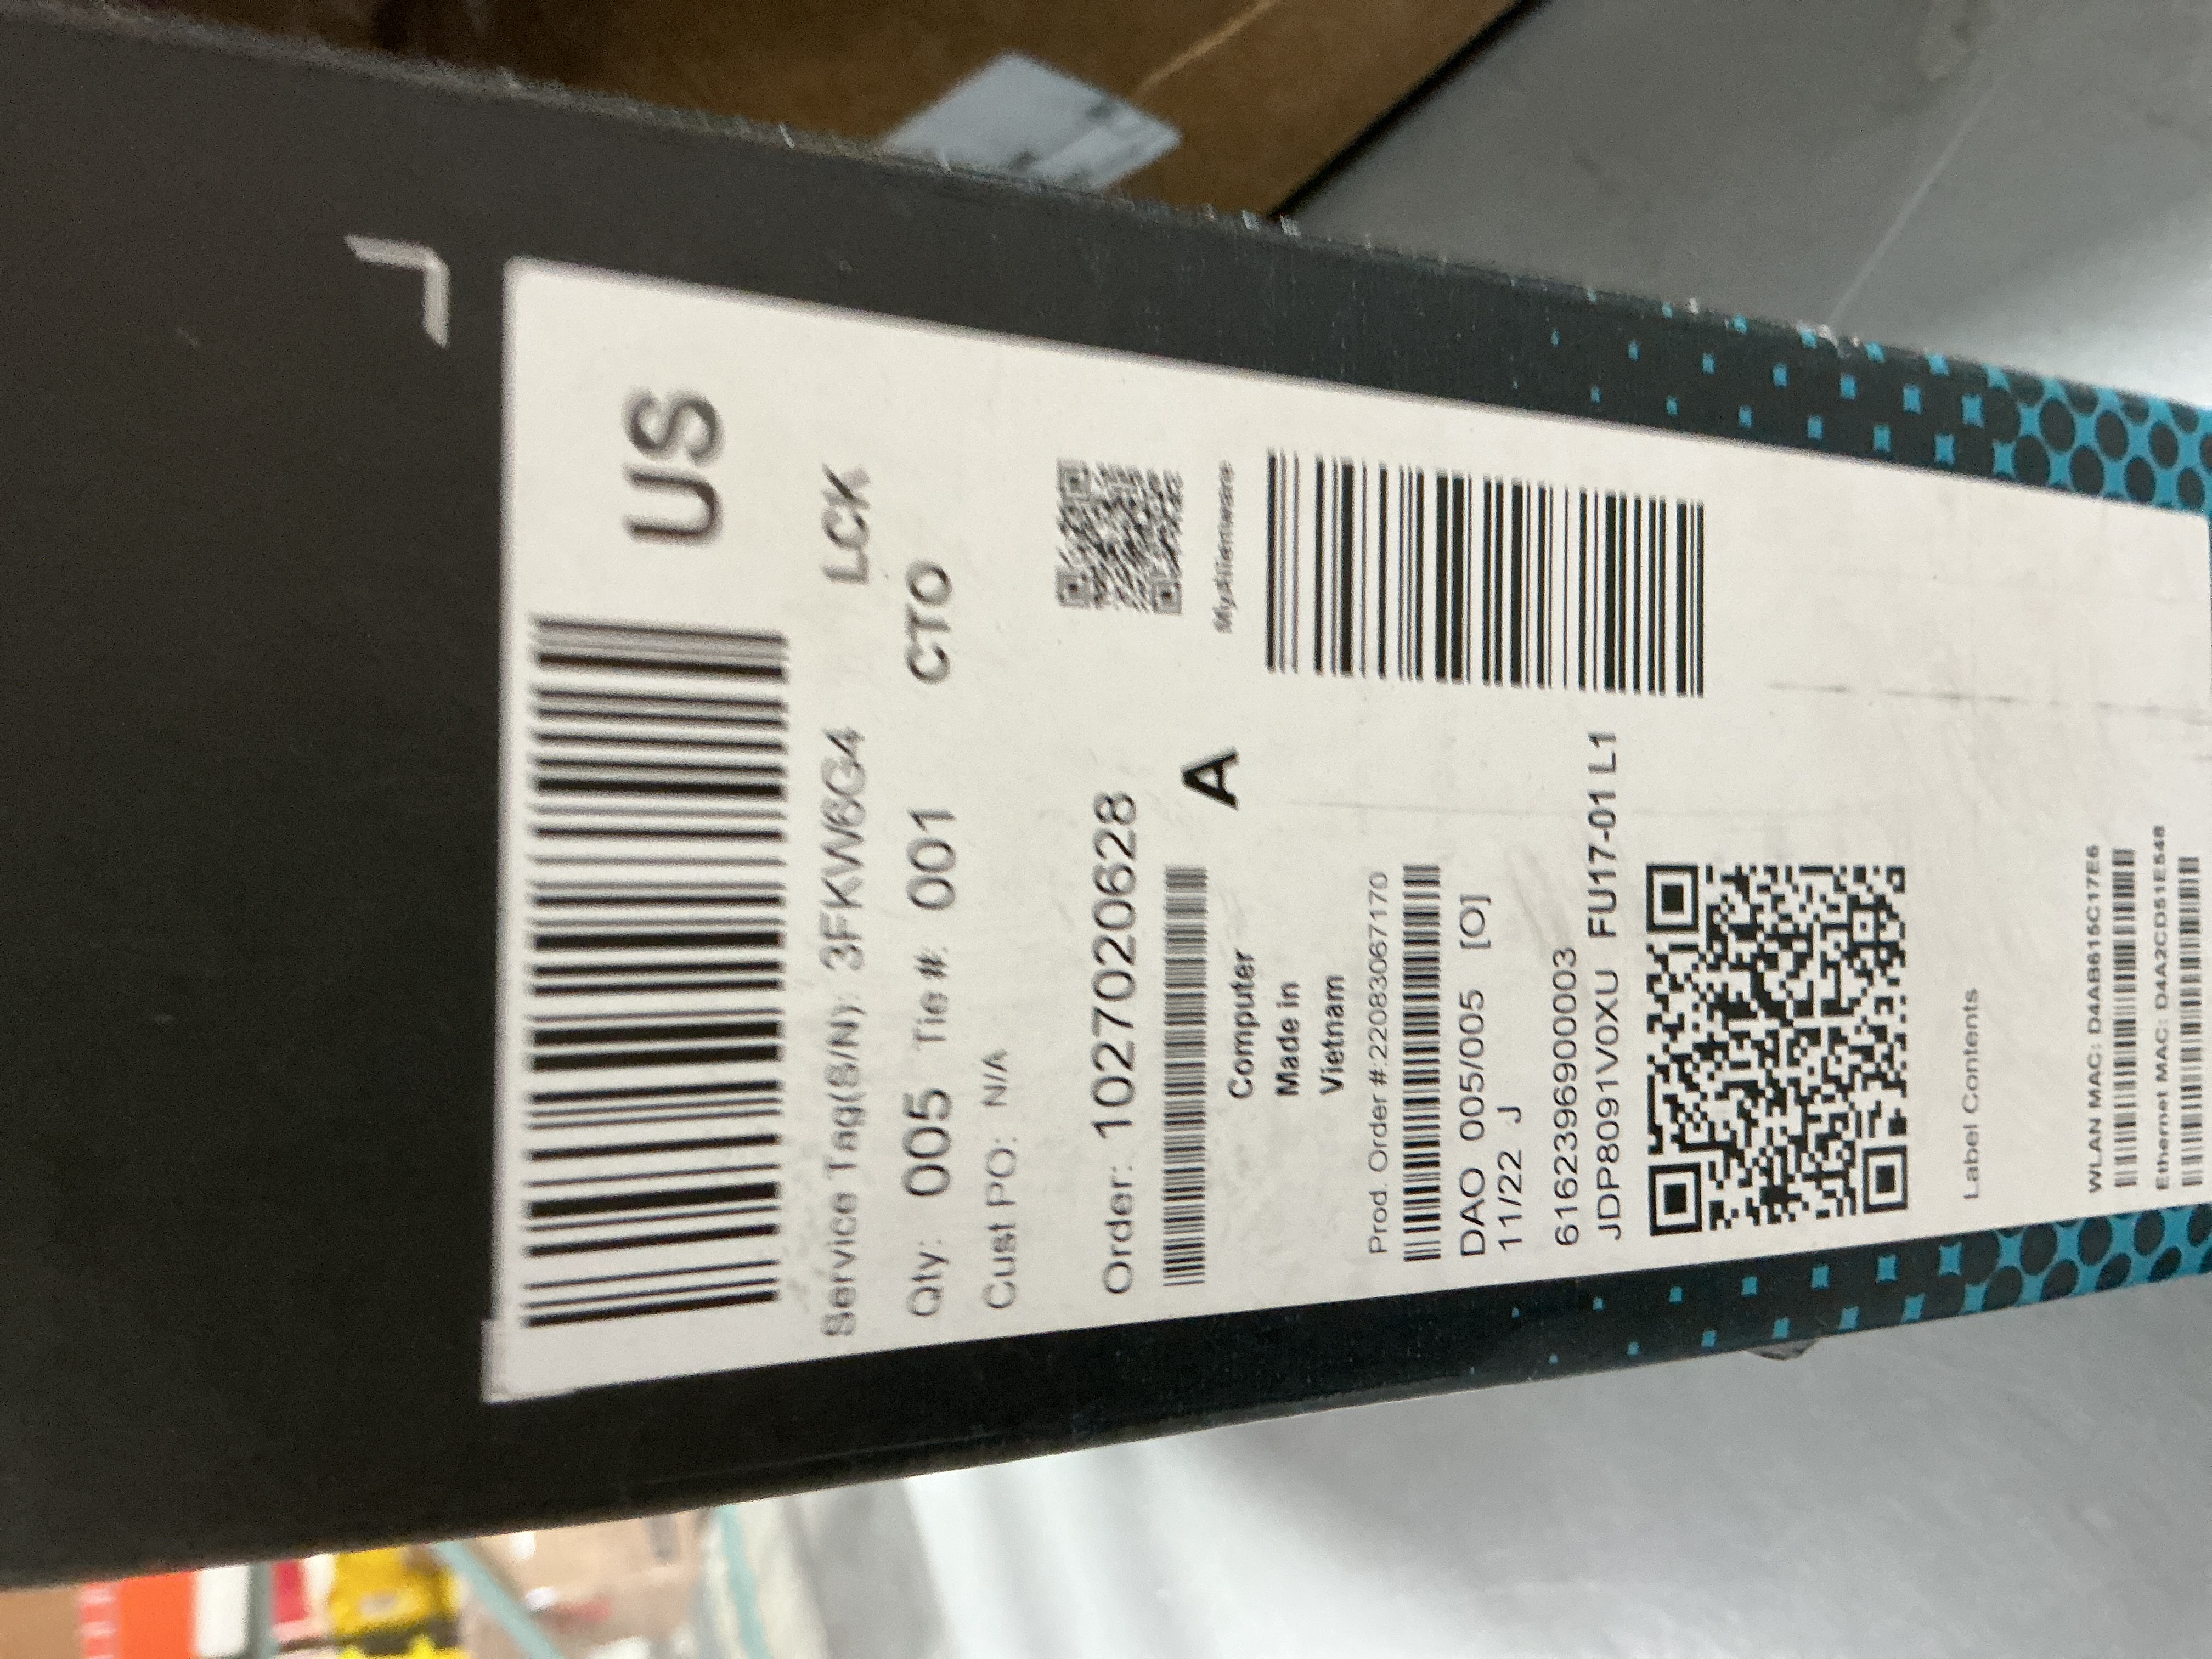 US
Service Tag(S/N): 3FKW6G4 LCK
Qty: 005 Tie #: 001 CTO
Cust PO: N/A
Order: 1027020628
A
MyAlienware
Computer
Made in
Vietnam
Prod. Order #:22083067170
DAO 005/005 [O]
11/22 J
6162396900003
JDP8091V0XU FU17-01 L1
Label Contents
WLAN MAC: D4AB615C17E6
Ethernet MAC: D4A2CD51E548